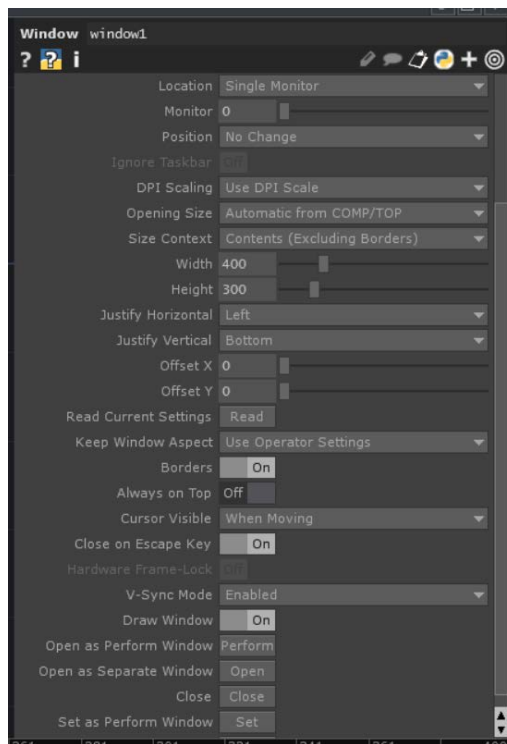 Window window1
? ? i
Location Single Monitor
Monitor 0
Position No Change
Ignore Taskbar Off
DPI Scaling Use DPI Scale
Opening Size Automatic from COMP/TOP
Size Context Contents (Excluding Borders)
Width 400
Height 300
Justify Horizontal Left
Justify Vertical Bottom
Offset X 0
Offset Y 0
Read Current Settings Read
Keep Window Aspect Use Operator Settings
Borders On
Always on Top Off
Cursor Visible When Moving
Close on Escape Key On
Hardware Frame-Lock Off
V-Sync Mode Enabled
Draw Window On
Open as Perform Window Perform
Open as Separate Window Open
Close Close
Set as Perform Window Set